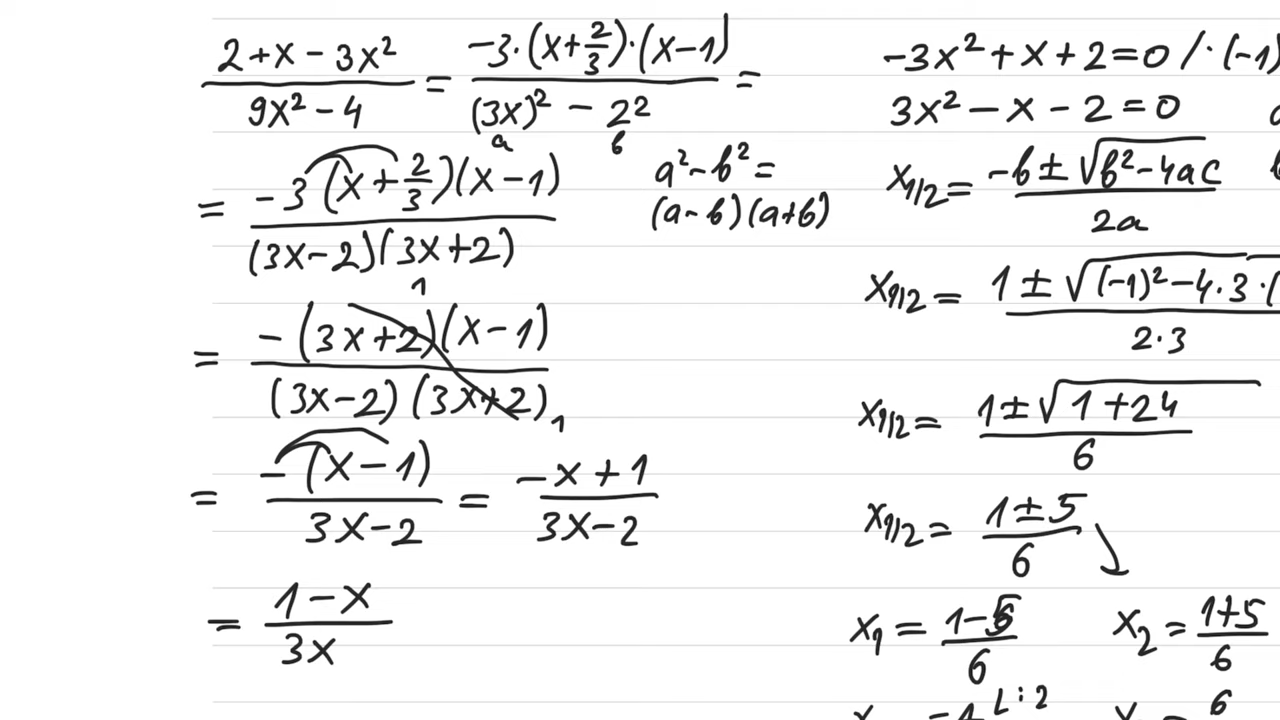 2+x-3x² / 9x²-4 = -3·(x+2/3)·(x-1) / (3x)²-2² =
a b
= -3(x+2/3)(x-1) / (3x-2)(3x+2)
a²-b²=
(a-b)(a+b)
1
= -(3x+2)(x-1) / (3x-2)(3x+2) 1
= -(x-1) / 3x-2 = -x+1 / 3x-2
= 1-x / 3x
-3x²+x+2=0 /·(-1)
3x²-x-2=0
x1/2 = -b±√b²-4ac / 2a
x1/2 = 1±√(-1)²-4·3·( / 2·3
x1/2 = 1±√1+24 / 6
x1/2 = 1±5 / 6
x1 = 1-5 / 6 x2 = 1+5 / 6
-4 L:2 6